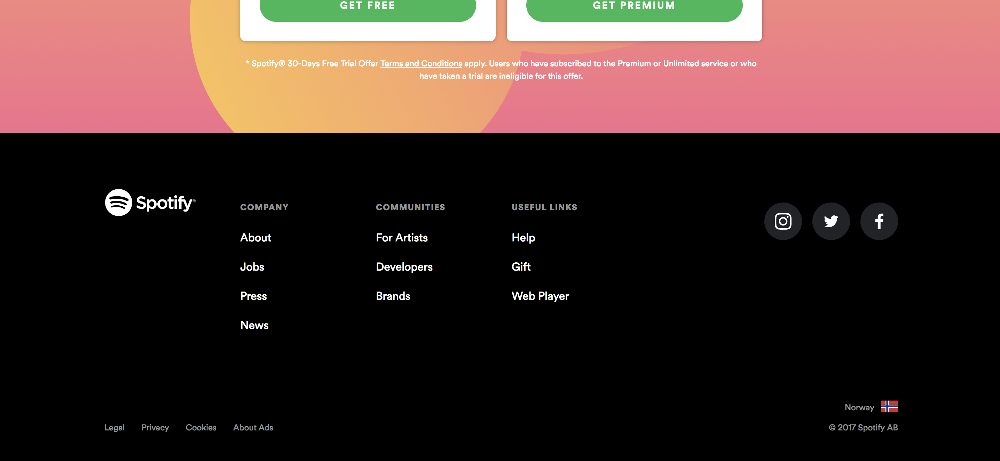 GET FREE
GET PREMIUM
* Spotify® 30-Days Free Trial Offer Terms and Conditions apply. Users who have subscribed to the Premium or Unlimited service or who
have taken a trial are ineligible for this offer.
Spotify®
COMPANY
About
Jobs
Press
News
COMMUNITIES
For Artists
Developers
Brands
USEFUL LINKS
Help
Gift
Web Player
Norway
Legal
Privacy
Cookies
About Ads
© 2017 Spotify AB